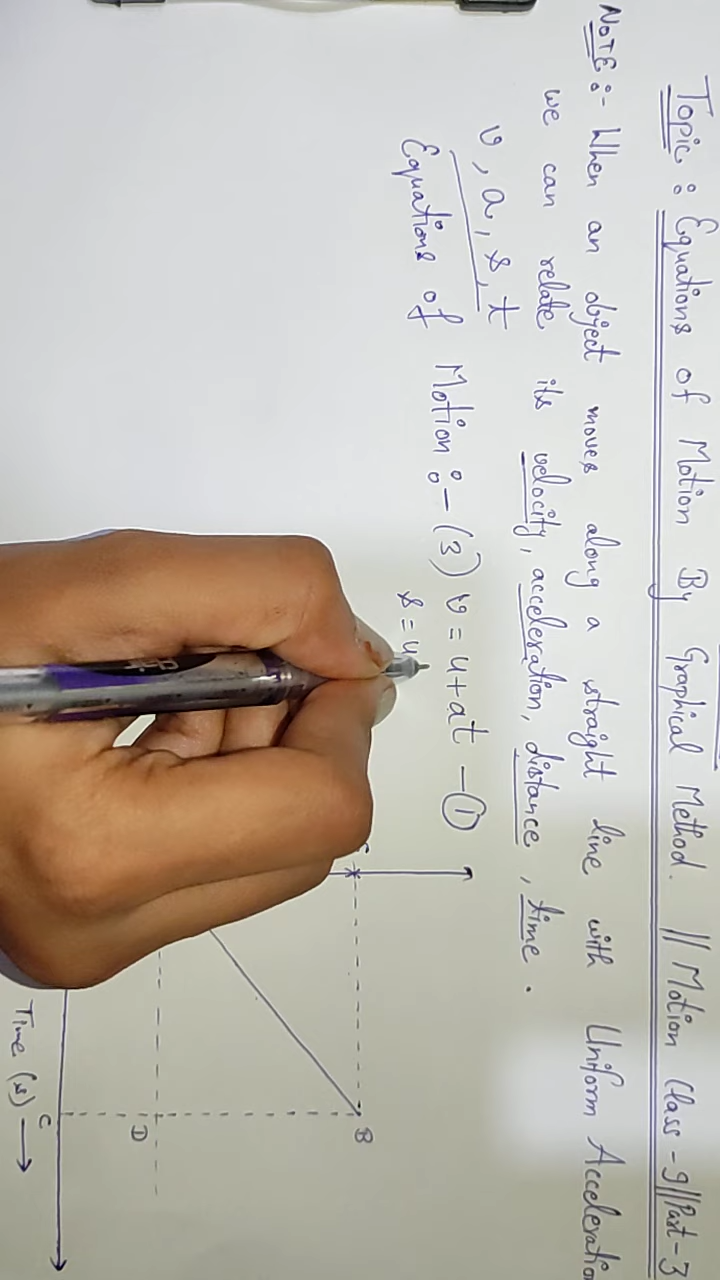 Topic : Equations of Motion By Graphical Method. || Motion Class - 9 || Part - 3
NOTE :- When an object moves along a straight line with Uniform Acceleration
we can relate its velocity, acceleration, distance, time.
v, a, s, t
Equations of Motion :- (3) v = u + at - ①
s = u
B
D
C
Time (s) →